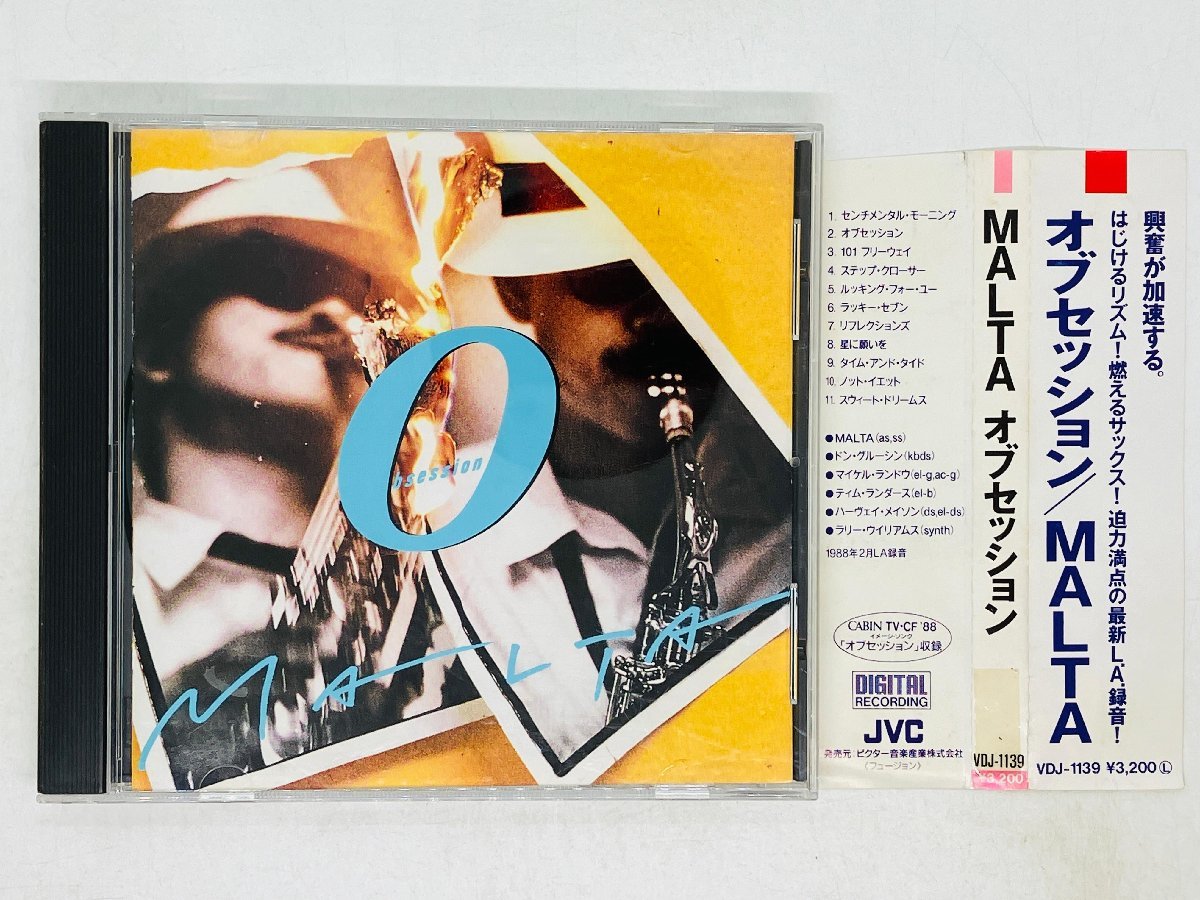 O
bsession
MALTA
1. センチメンタル・モーニング
2. オブセッション
3. 101 フリーウェイ
4. ステップ・クローサー
5. ルッキング・フォー・ユー
6. ラッキー・セブン
7. リフレクションズ
8. 星に願いを
9. タイム・アンド・タイド
10. ノット・イエット
11. スウィート・ドリームス
●MALTA(as,ss)
●ドン・グルーシン(kbds)
●マイケル・ランドウ(el-g,ac-g)
●ティム・ランダース(el-b)
●ハーヴェイ・メイソン(ds,el-ds)
●ラリー・ウイリアムス(synth)
1988年2月LA録音
CABIN TV・CF '88
イメージ・ソング
「オブセッション」収録
DIGITAL
RECORDING
JVC
発売元:ビクター音楽産業株式会社
〈フュージョン〉
MALTA オブセッション
VDJ-1139
¥3,200
興奮が加速する。
はじけるリズム!燃えるサックス!迫力満点の最新L.A.録音!
オブセッション/MALTA
VDJ-1139 ¥3,200 Ⓛ